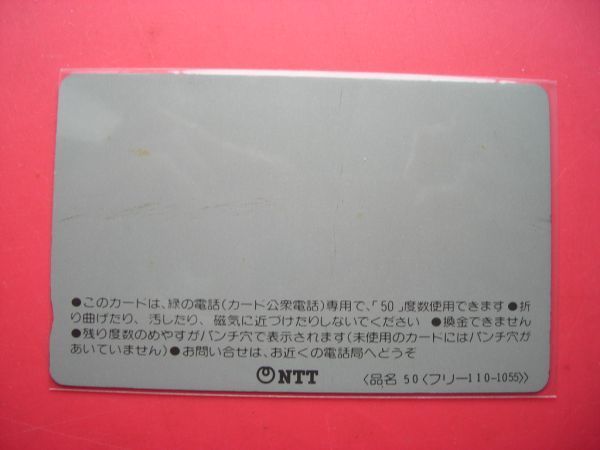 ●このカードは、緑の電話(カード公衆電話)専用で、「50」度数使用できます●折
り曲げたり、汚したり、磁気に近づけたりしないでください ●換金できません
●残り度数のめやすがパンチ穴で表示されます(未使用のカードにはパンチ穴が
あいていません)●お問い合せは、お近くの電話局へどうぞ
NTT
〈品名 50〈フリー110-1055〉〉